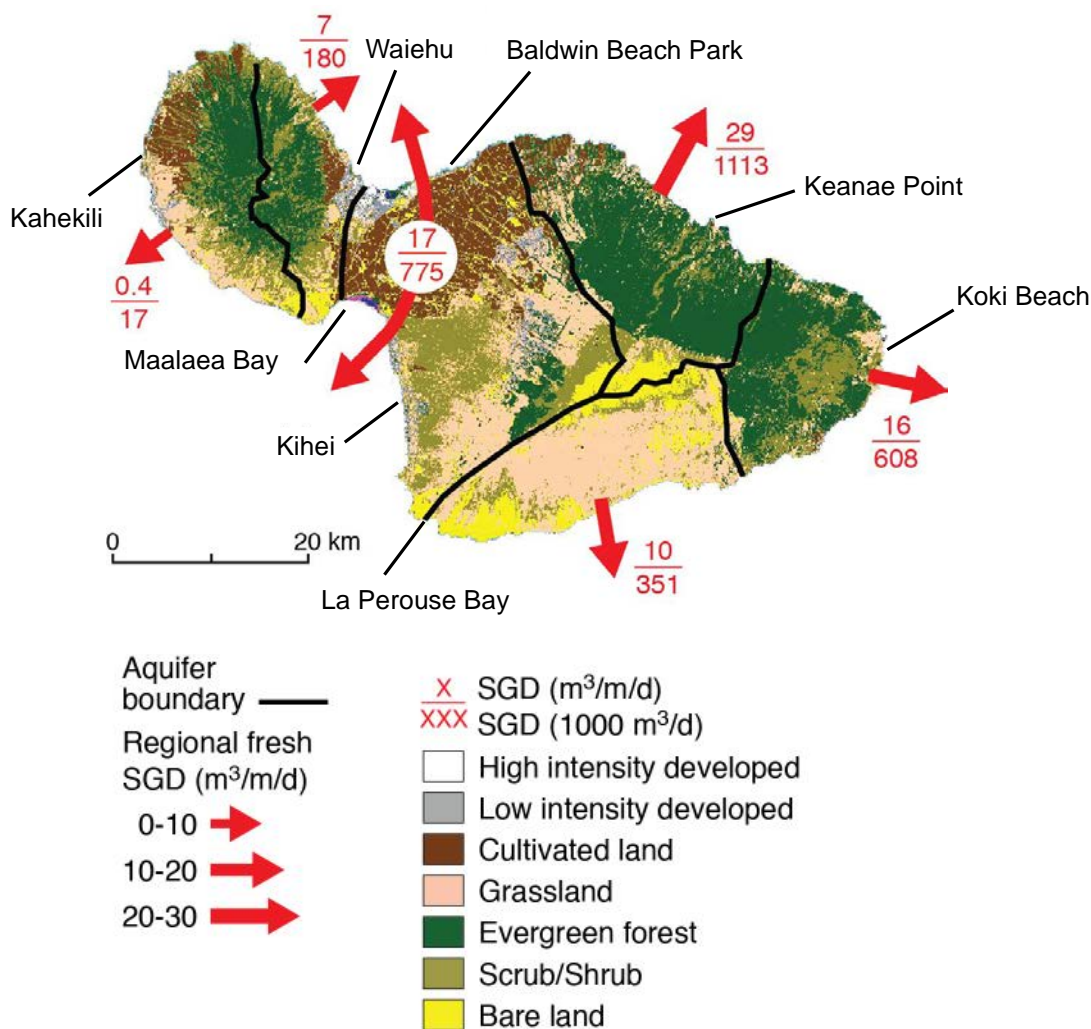 7
180
Waiehu
Baldwin Beach Park
29
1113
Keanae Point
Kahekili
17
775
0.4
17
Koki Beach
Maalaea Bay
Kihei
16
608
0
20 km
10
351
La Perouse Bay
Aquifer
boundary
Regional fresh
SGD (m³/m/d)
0-10
10-20
20-30
X SGD (m³/m/d)
XXX SGD (1000 m³/d)
High intensity developed
Low intensity developed
Cultivated land
Grassland
Evergreen forest
Scrub/Shrub
Bare land